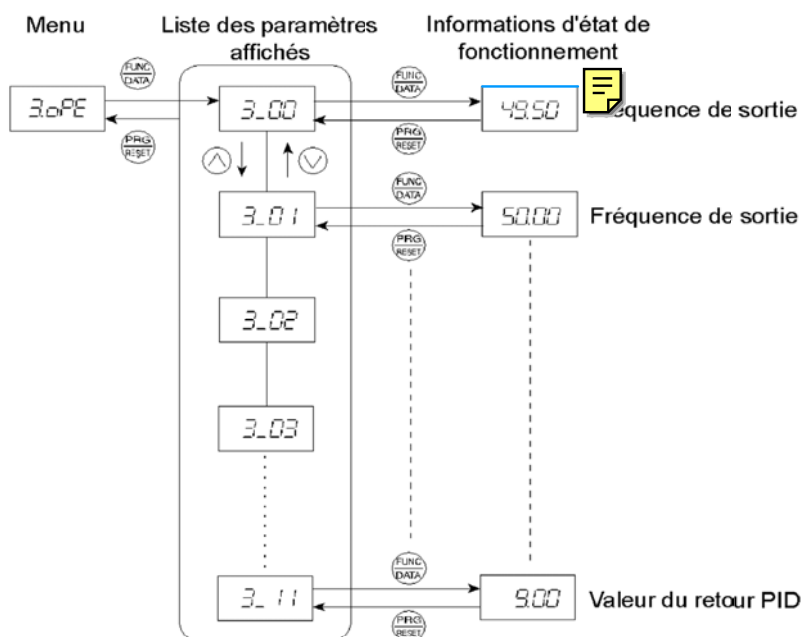 Menu
Liste des paramètres
affichés
Informations d'état de
fonctionnement
FUNC
DATA
FUNC
DATA
3.oPE
3_00
49.50
équence de sortie
PRG
RESET
PRG
RESET
FUNC
DATA
3_01
50.00
Fréquence de sortie
PRG
RESET
3_02
3_03
FUNC
DATA
3_11
9.00
Valeur du retour PID
PRG
RESET